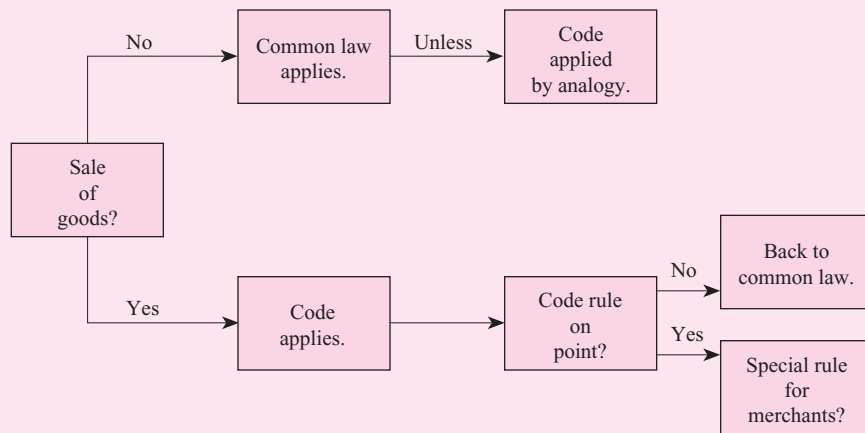 No
Common law
applies.
Unless
Code
applied
by analogy.
Sale
of
goods?
Yes
Code
applies.
Code rule
on
point?
No
Back to
common law.
Yes
Special rule
for
merchants?